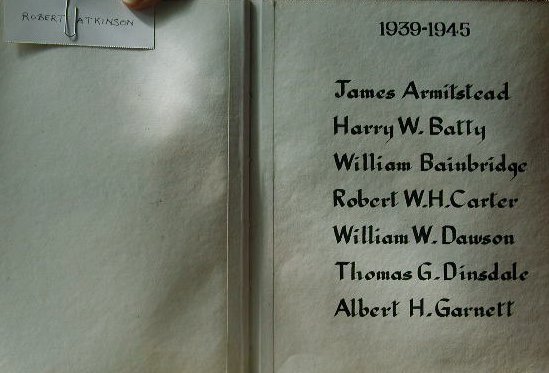 ROBERT ATKINSON
1939-1945
James Armitstead
Harry W. Batty
William Bainbridge
Robert W.H. Carter
William W. Dawson
Thomas G. Dinsdale
Albert H. Garnett